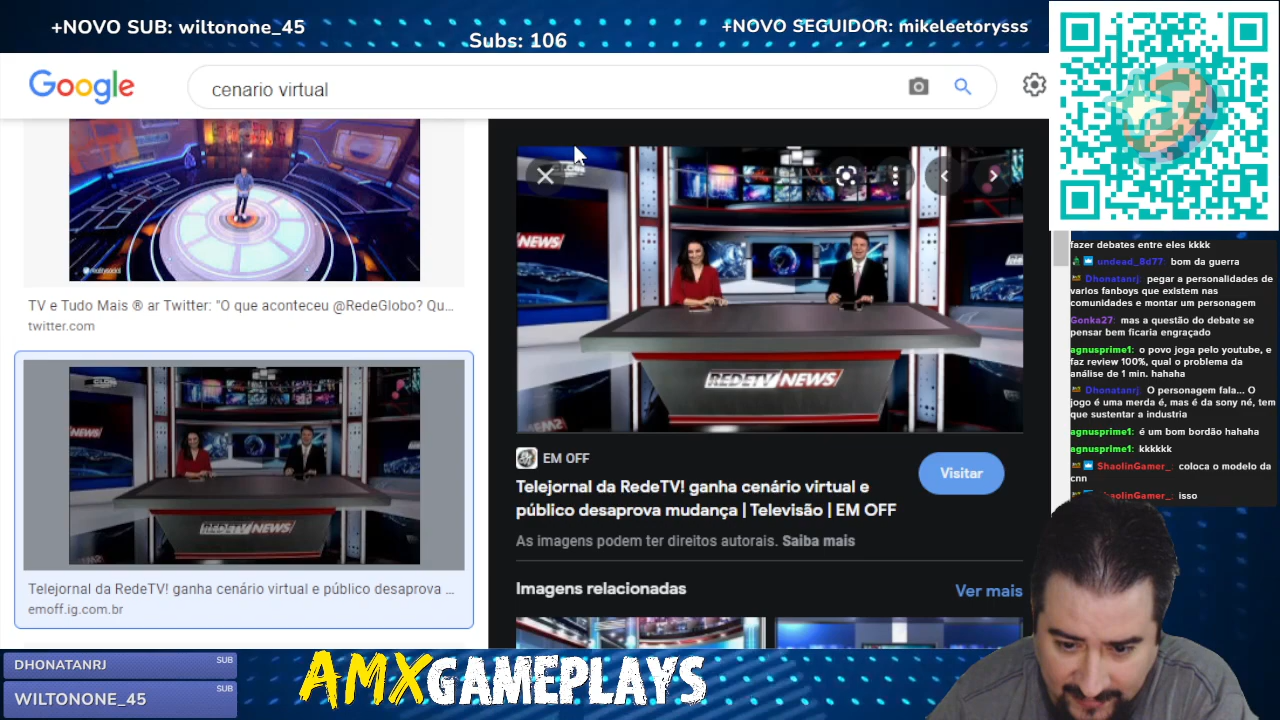 +NOVO SUB: wiltonone_45
Subs: 106
+NOVO SEGUIDOR: mikeleetorysss
Google
cenario virtual
TV e Tudo Mais ® ar Twitter: "O que aconteceu @RedeGlobo? Qu...
twitter.com
NEWS
REDETV NEWS
Telejornal da RedeTV! ganha cenário virtual e público desaprova ...
emoff.ig.com.br
NEWS
REDETV NEWS
EM OFF
Visitar
Telejornal da RedeTV! ganha cenário virtual e
público desaprova mudança | Televisão | EM OFF
As imagens podem ter direitos autorais. Saiba mais
Imagens relacionadas
Ver mais
fazer debates entre eles kkkk
undead_8d77: bom da guerra
Dhonatanrj: pegar a personalidades de
varios fanboys que existem nas
comunidades e montar um personagem
Gonka27: mas a questão do debate se
pensar bem ficaria engraçado
agnusprime1: o povo joga pelo youtube, e
faz review 100%, qual o problema da
análise de 1 min. hahaha
Dhonatanrj: O personagem fala... O
jogo é uma merda é, mas é da sony né, tem
que sustentar a industria
agnusprime1: é um bom bordão hahaha
agnusprime1: kkkkkk
ShaolinGamer_: coloca o modelo da
cnn
ShaolinGamer_: isso
DHONATANRJ
SUB
WILTONONE_45
SUB
AMXGAMEPLAYS